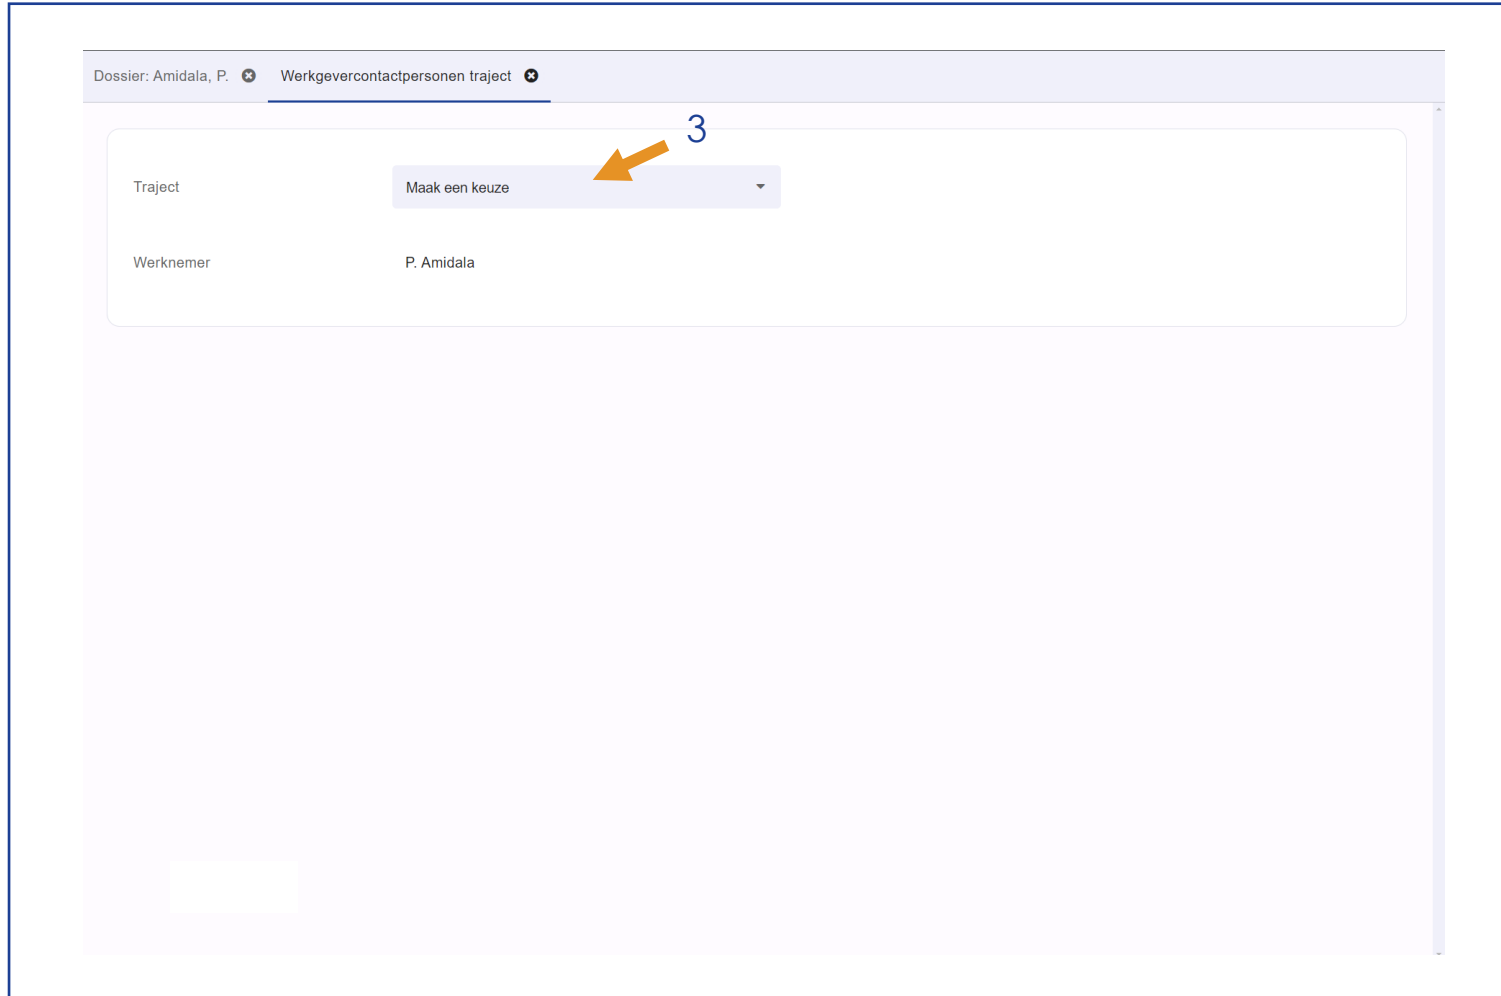 Dossier: Amidala, P. Werkgevercontactpersonen traject
3
Traject Maak een keuze
Werknemer P. Amidala